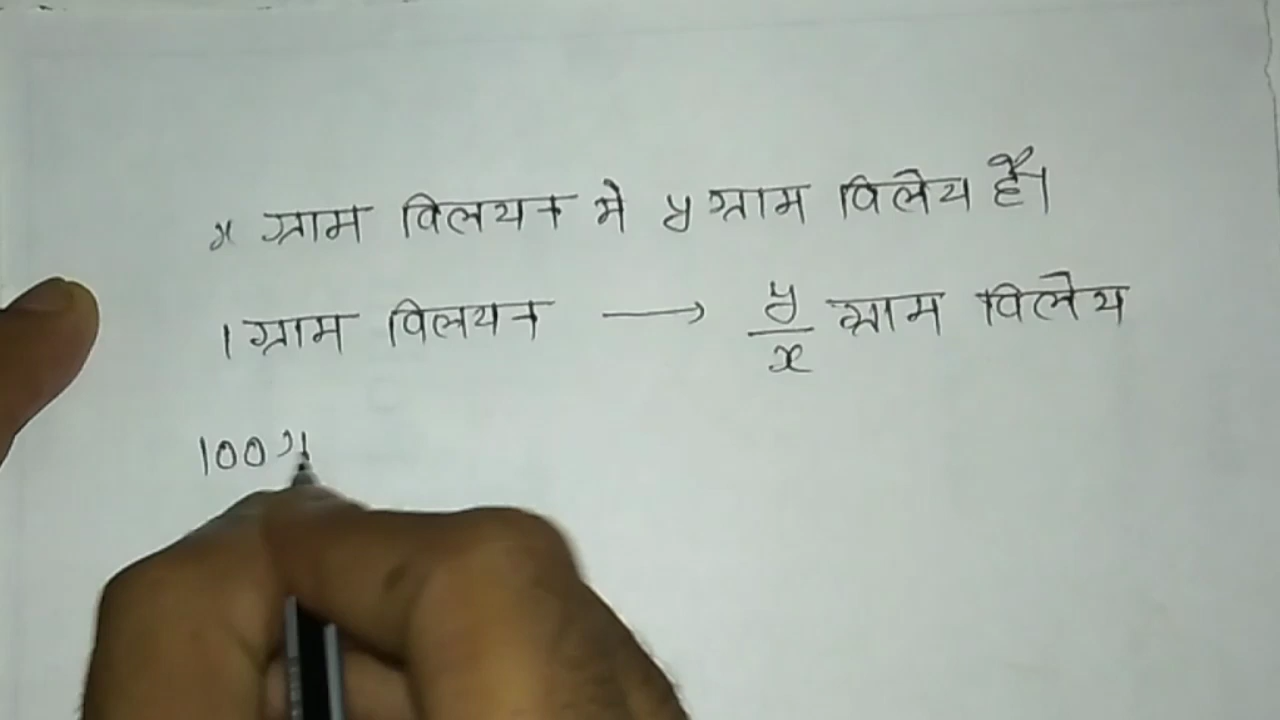 x ग्राम विलयन मे y ग्राम विलेय है।
1 ग्राम विलयन → y/x ग्राम विलेय
100